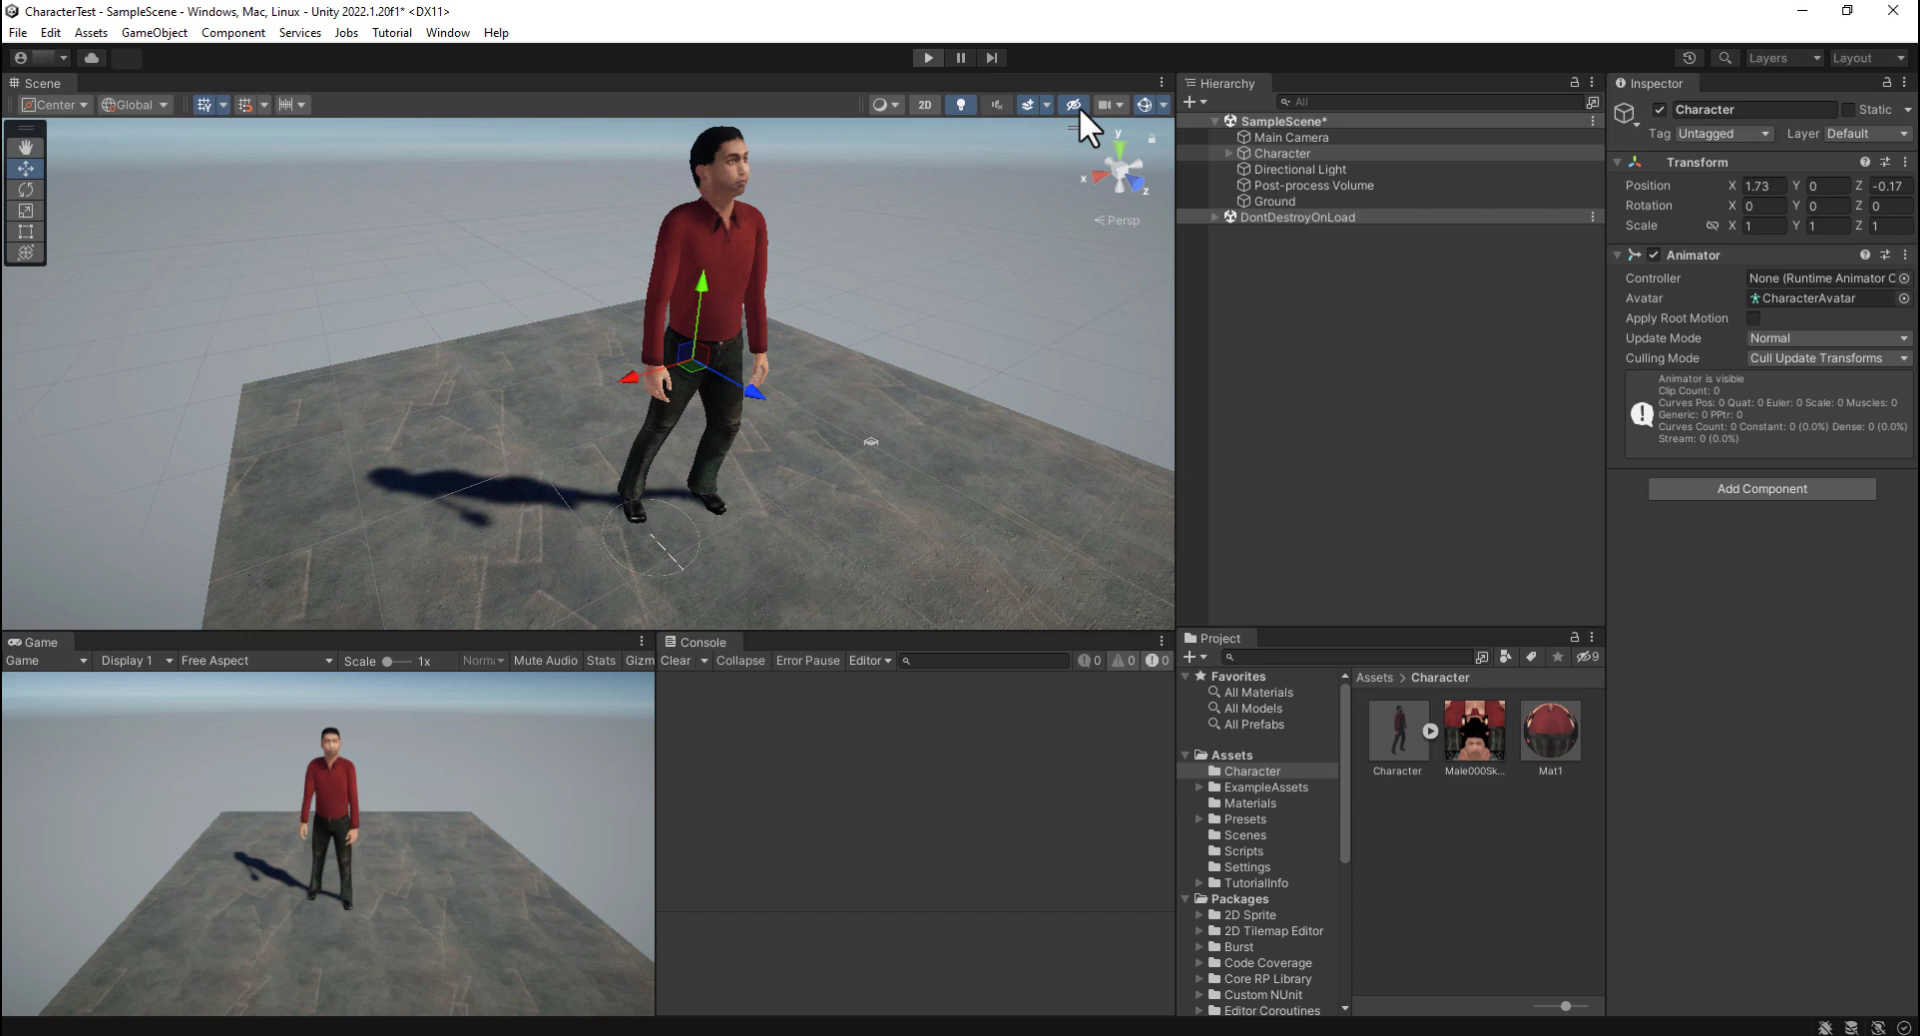 CharacterTest - SampleScene - Windows, Mac, Linux - Unity 2022.1.20f1* <DX11>
File Edit Assets GameObject Component Services Jobs Tutorial Window Help
Layers Layout
Scene
Center Global 2D
y
x
z
Persp
Hierarchy
All
SampleScene*
Main Camera
Character
Directional Light
Post-process Volume
Ground
DontDestroyOnLoad
Inspector
Character Static
Tag Untagged Layer Default
Transform
Position X 1.73 Y 0 Z -0.17
Rotation X 0 Y 0 Z 0
Scale X 1 Y 1 Z 1
Animator
Controller None (Runtime Animator C
Avatar CharacterAvatar
Apply Root Motion
Update Mode Normal
Culling Mode Cull Update Transforms
Animator is visible
Clip Count: 0
Curves Pos: 0 Quat: 0 Euler: 0 Scale: 0 Muscles: 0
Generic: 0 PPtr: 0
Curves Count: 0 Constant: 0 (0.0%) Dense: 0 (0.0%)
Stream: 0 (0.0%)
Add Component
Game
Game Display 1 Free Aspect Scale 1x Norm Mute Audio Stats Gizm
Console
Clear Collapse Error Pause Editor 0 0 0
Project
9
Favorites
All Materials
All Models
All Prefabs
Assets
Character
ExampleAssets
Materials
Presets
Scenes
Scripts
Settings
TutorialInfo
Packages
2D Sprite
2D Tilemap Editor
Burst
Code Coverage
Core RP Library
Custom NUnit
Editor Coroutines
Assets > Character
Character Male000Sk... Mat1